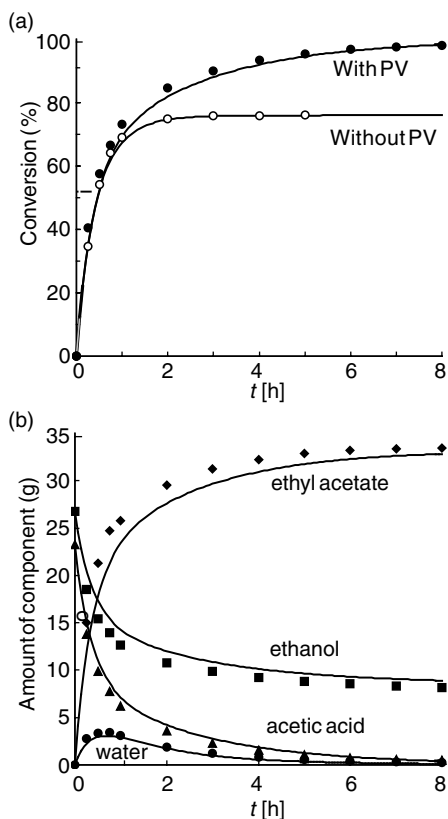 (a)
100
80
60
40
20
0
Conversion (%)
With PV
Without PV
0 2 4 6 8
t [h]
(b)
35
30
25
20
15
10
5
0
Amount of component (g)
ethyl acetate
ethanol
acetic acid
water
0 2 4 6 8
t [h]